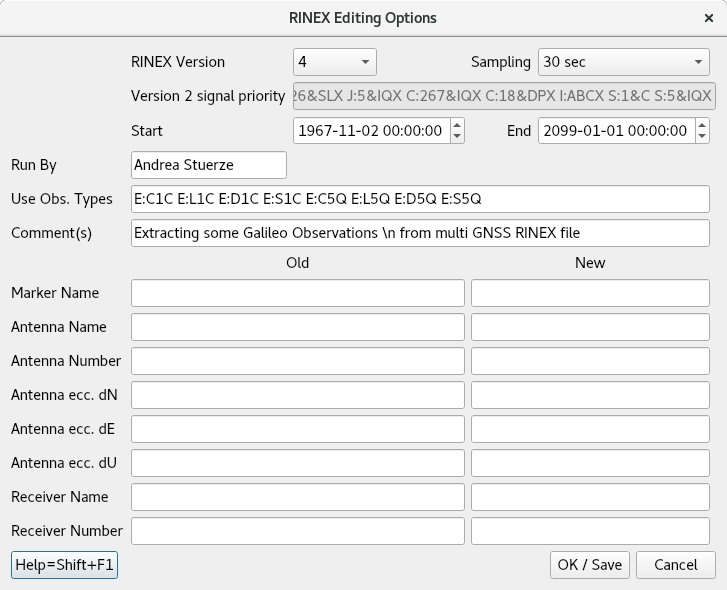 RINEX Editing Options ×
RINEX Version 4 Sampling 30 sec
Version 2 signal priority 26&SLX J:5&IQX C:267&IQX C:18&DPX I:ABCX S:1&C S:5&IQX
Start 1967-11-02 00:00:00 End 2099-01-01 00:00:00
Run By Andrea Stuerze
Use Obs. Types E:C1C E:L1C E:D1C E:S1C E:C5Q E:L5Q E:D5Q E:S5Q
Comment(s) Extracting some Galileo Observations \n from multi GNSS RINEX file
Old New
Marker Name
Antenna Name
Antenna Number
Antenna ecc. dN
Antenna ecc. dE
Antenna ecc. dU
Receiver Name
Receiver Number
Help=Shift+F1 OK / Save Cancel